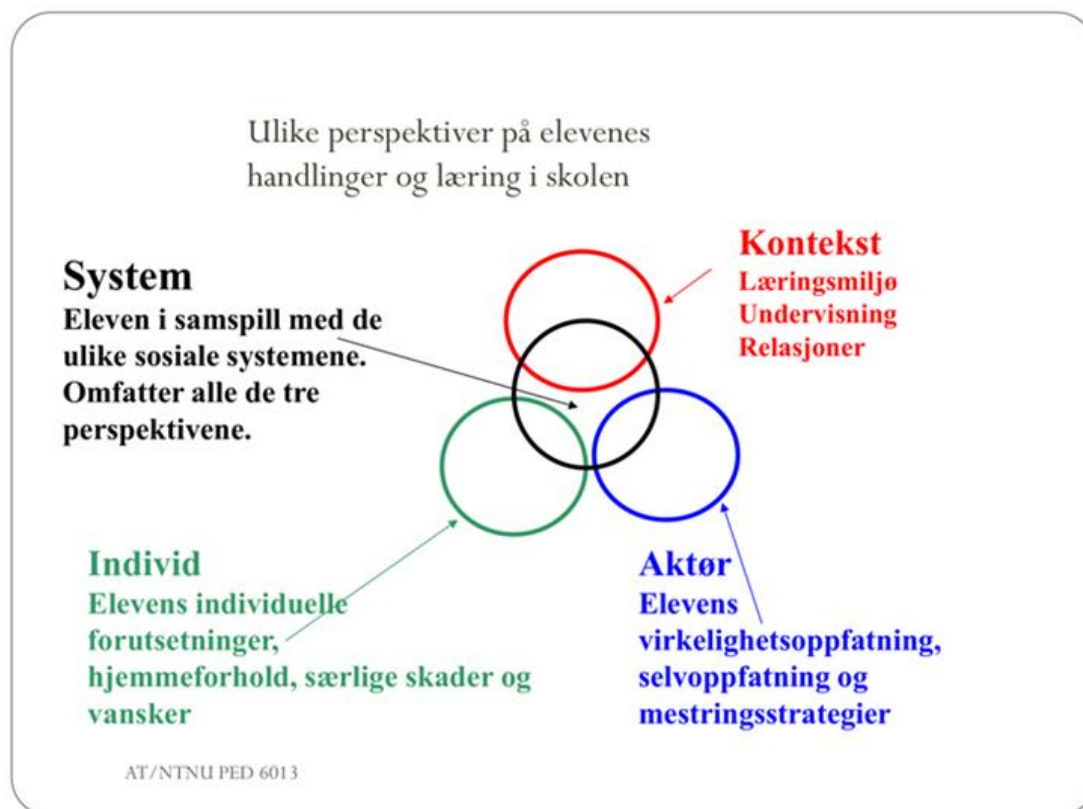 Ulike perspektiver på elevenes
handlinger og læring i skolen
System
Eleven i samspill med de
ulike sosiale systemene.
Omfatter alle de tre
perspektivene.
Kontekst
Læringsmiljø
Undervisning
Relasjoner
Individ
Elevens individuelle
forutsetninger,
hjemmeforhold, særlige skader og
vansker
Aktør
Elevens
virkelighetsoppfatning,
selvoppfatning og
mestringsstrategier
AT/NTNU PED 6013